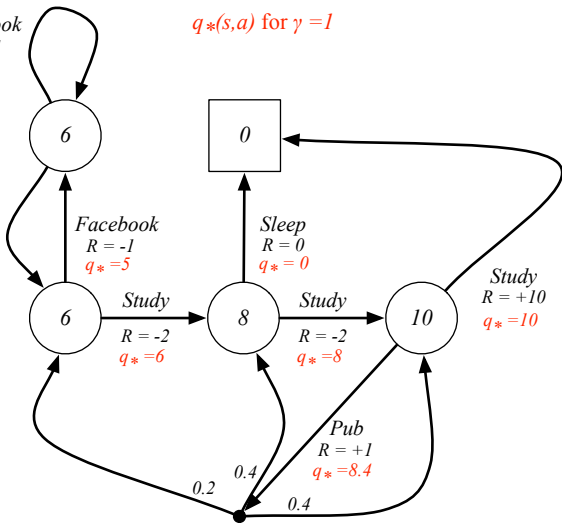 q*(s,a) for γ =1
6
0
Facebook
R = -1
q* =5
Sleep
R = 0
q* = 0
Study
R = +10
q* =10
6
Study
R = -2
q* =6
8
Study
R = -2
q* =8
10
Pub
R = +1
q* =8.4
0.2
0.4
0.4